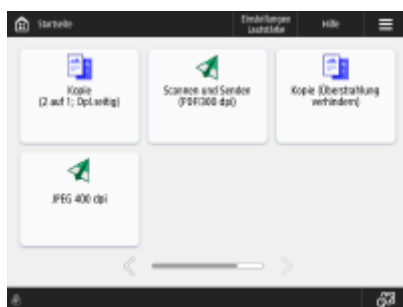 Startseite
Einstellungen
Lautstärke
Hilfe
Kopie
(2 auf 1; Dpl.seitig)
Scannen und Senden
(PDF/300 dpi)
Kopie (Überstrahlung
verhindern)
JPEG 400 dpi